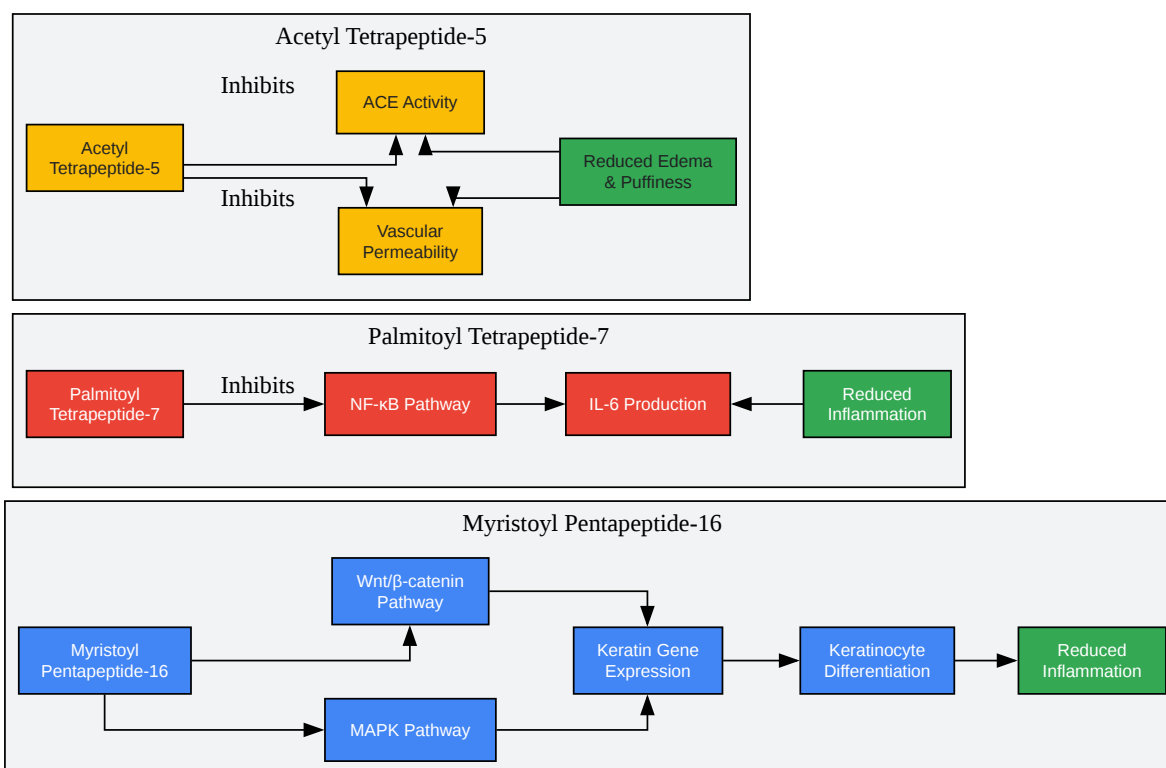 Acetyl Tetrapeptide-5
Inhibits
ACE Activity
Acetyl
Tetrapeptide-5
Reduced Edema
& Puffiness
Inhibits
Vascular
Permeability
Palmitoyl Tetrapeptide-7
Palmitoyl
Tetrapeptide-7
Inhibits
NF-κB Pathway
IL-6 Production
Reduced
Inflammation
Myristoyl Pentapeptide-16
Wnt/β-catenin
Pathway
Myristoyl
Pentapeptide-16
Keratin Gene
Expression
Keratinocyte
Differentiation
Reduced
Inflammation
MAPK Pathway